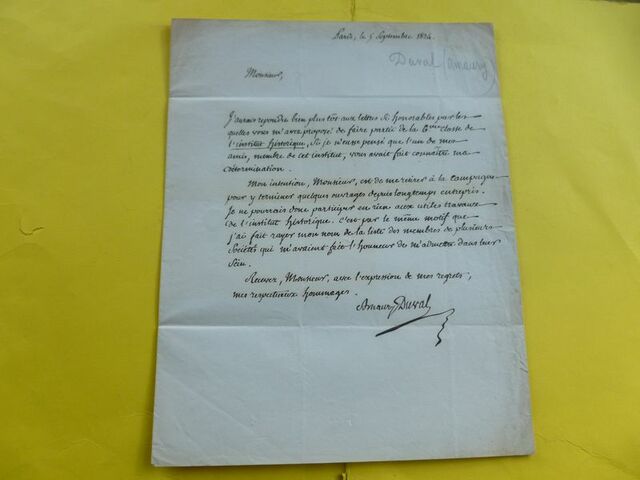 Paris, le 5 Septembre 1834.
Duval (Amaury)
Monsieur,
J'aurais répondu bien plus tôt aux lettres si honorables par les
quelles vous m'avez proposé de faire partie de la 6ème classe de
l'institut historique, si je n'eusse pensé que l'un de mes
amis, membre de cet institut, vous avait fait connaître ma
détermination.
Mon intention, Monsieur, est de me retirer à la campagne
pour y terminer quelques ouvrages depuis longtemps entrepris.
Je ne pourrais donc participer en rien aux utiles travaux
de l'institut historique. c'est par le même motif que
j'ai fait rayer mon nom de la liste des membres de plusieurs
Sociétés qui m'avaient fait l'honneur de m'admettre dans leur
Sein.
Recevez, Monsieur, avec l'expression de mes regrets,
mes respectueux hommages.
Amaury Duval